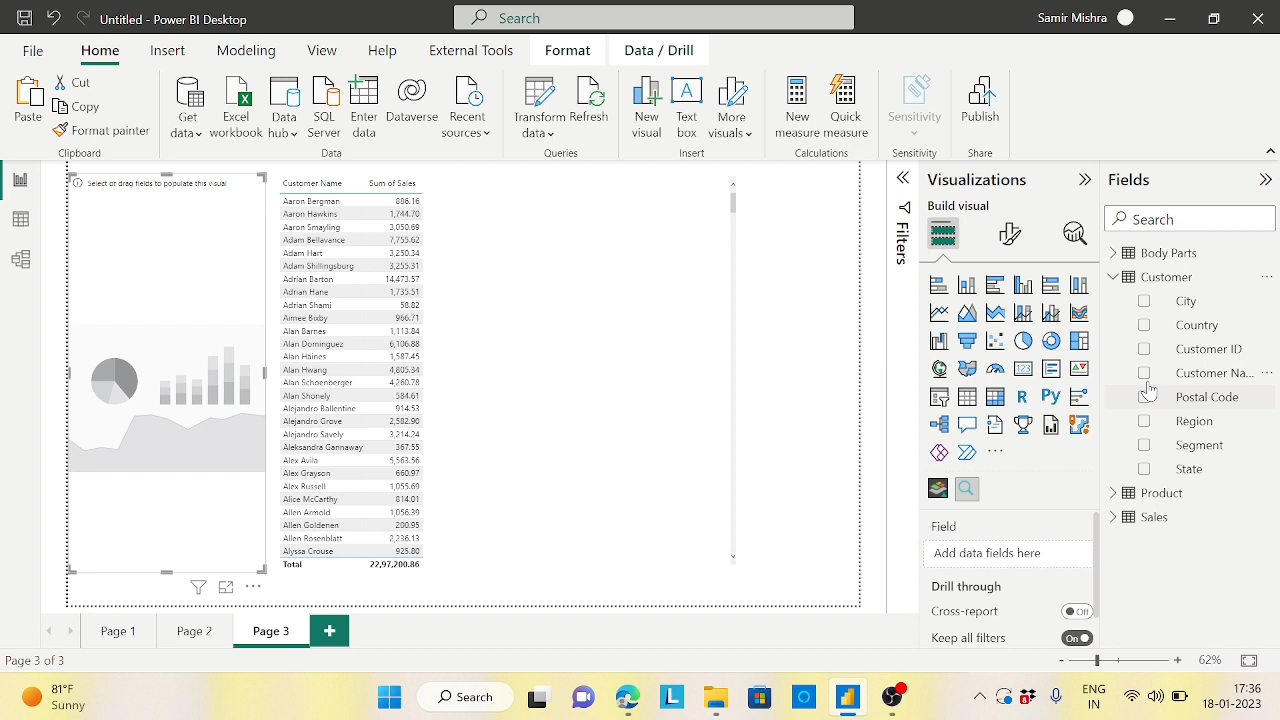 Untitled - Power BI Desktop
Search
Samir Mishra
File Home Insert Modeling View Help External Tools Format Data / Drill
Paste
Cut
Copy
Format painter
Get data
Excel workbook
Data hub
SQL Server
Enter data
Dataverse
Recent sources
Transform data
Refresh
New visual
Text box
More visuals
New measure
Quick measure
Sensitivity
Publish
Clipboard Data Queries Insert Calculations Sensitivity Share
Select or drag fields to populate this visual
Customer Name Sum of Sales
Aaron Bergman 886.16
Aaron Hawkins 1,744.70
Aaron Smayling 3,050.69
Adam Bellavance 7,755.62
Adam Hart 3,250.34
Adam Shillingsburg 3,255.31
Adrian Barton 14,473.57
Adrian Hane 1,735.51
Adrian Shami 58.82
Aimee Bixby 966.71
Alan Barnes 1,113.84
Alan Dominguez 6,106.88
Alan Haines 1,587.45
Alan Hwang 4,805.34
Alan Schoenberger 4,260.78
Alan Shonely 584.61
Alejandro Ballentine 914.53
Alejandro Grove 2,582.90
Alejandro Savely 3,214.24
Aleksandra Gannaway 367.55
Alex Avila 5,563.56
Alex Grayson 660.97
Alex Russell 1,055.69
Alice McCarthy 814.01
Allen Armold 1,056.39
Allen Goldenen 200.95
Allen Rosenblatt 2,236.13
Alyssa Crouse 925.80
Total 22,97,200.86
Filters
Visualizations
Build visual
123
R
Py
Field
Add data fields here
Drill through
Cross-report Off
Keep all filters On
Fields
Search
Body Parts
Customer
City
Country
Customer ID
Customer Na...
Postal Code
Region
Segment
State
Product
Sales
Page 1 Page 2 Page 3
Page 3 of 3
- + 62%
81°F
Sunny
Search
L
8
ENG
IN
17:36
18-01-2023